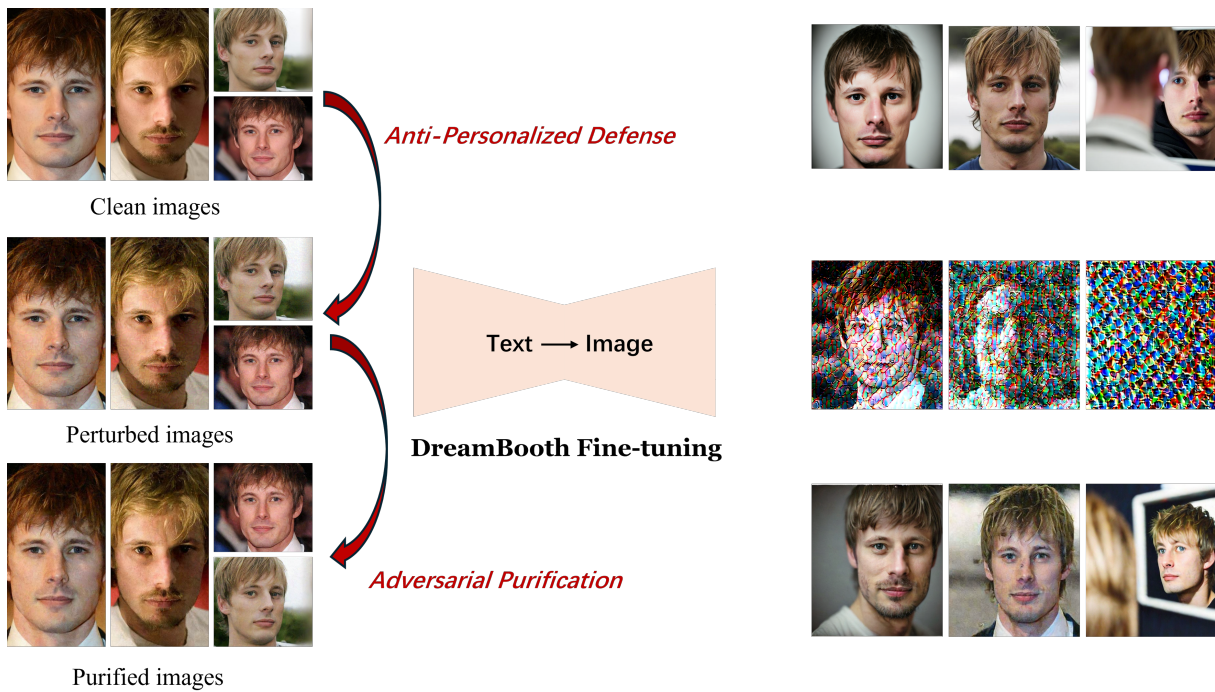 Anti-Personalized Defense
Clean images
Text → Image
Perturbed images
DreamBooth Fine-tuning
Adversarial Purification
Purified images